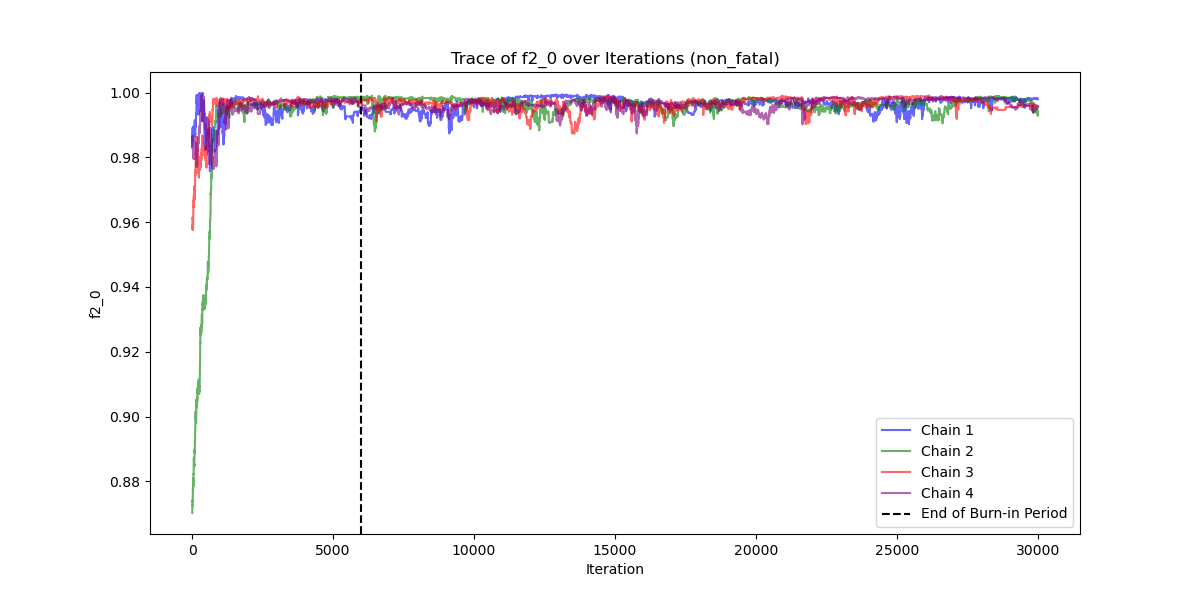 Trace of f2_0 over Iterations (non_fatal)
1.00
0.98
0.96
0.94
0.92
0.90
0.88
f2_0
0 5000 10000 15000 20000 25000 30000
Iteration
Chain 1
Chain 2
Chain 3
Chain 4
End of Burn-in Period